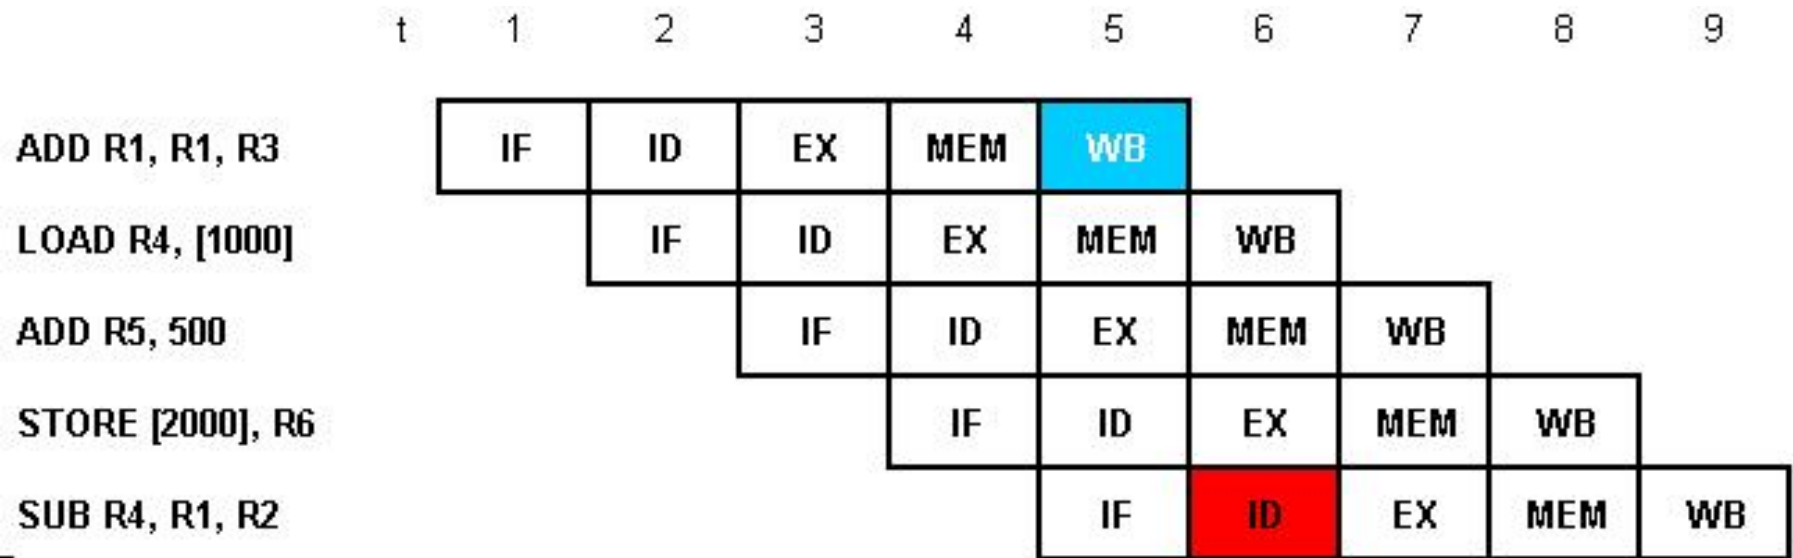 t 1 2 3 4 5 6 7 8 9
ADD R1, R1, R3 IF ID EX MEM WB
LOAD R4, [1000] IF ID EX MEM WB
ADD R5, 500 IF ID EX MEM WB
STORE [2000], R6 IF ID EX MEM WB
SUB R4, R1, R2 IF ID EX MEM WB